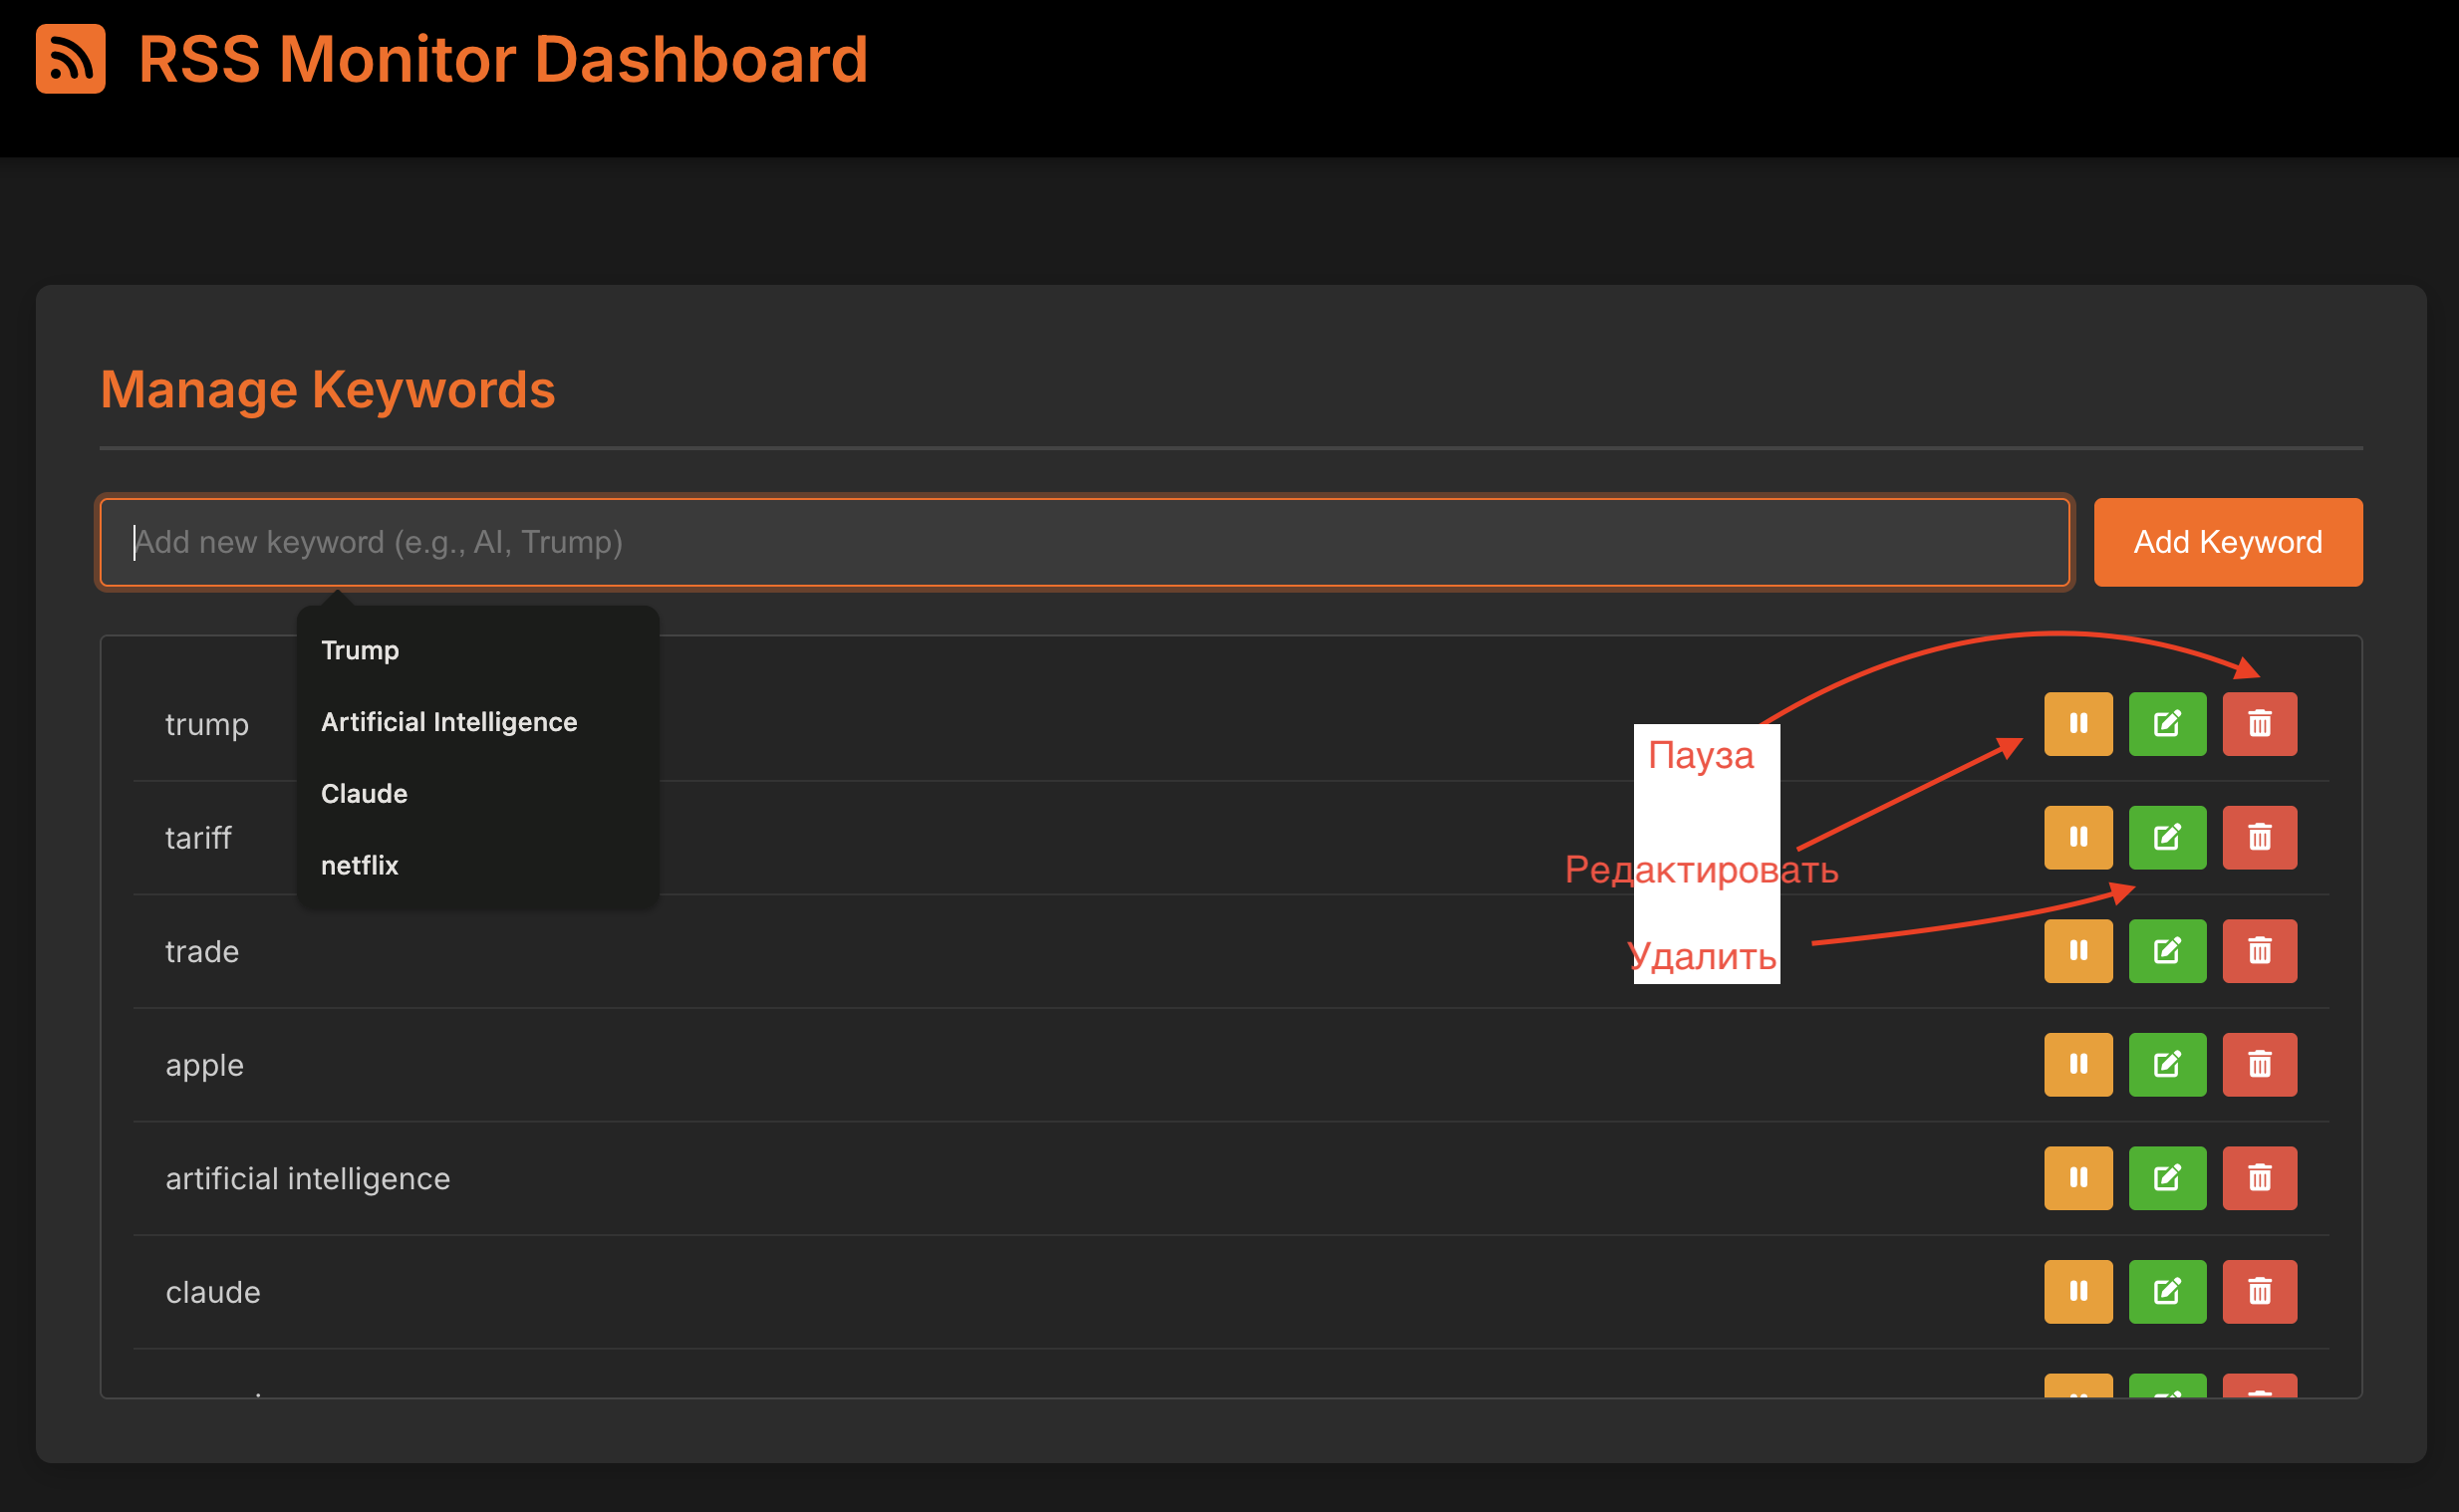 RSS Monitor Dashboard
Manage Keywords
Add new keyword (e.g., AI, Trump)
Add Keyword
Trump
Artificial Intelligence
Claude
netflix
trump
Пауза
tariff
Редактировать
trade
Удалить
apple
artificial intelligence
claude